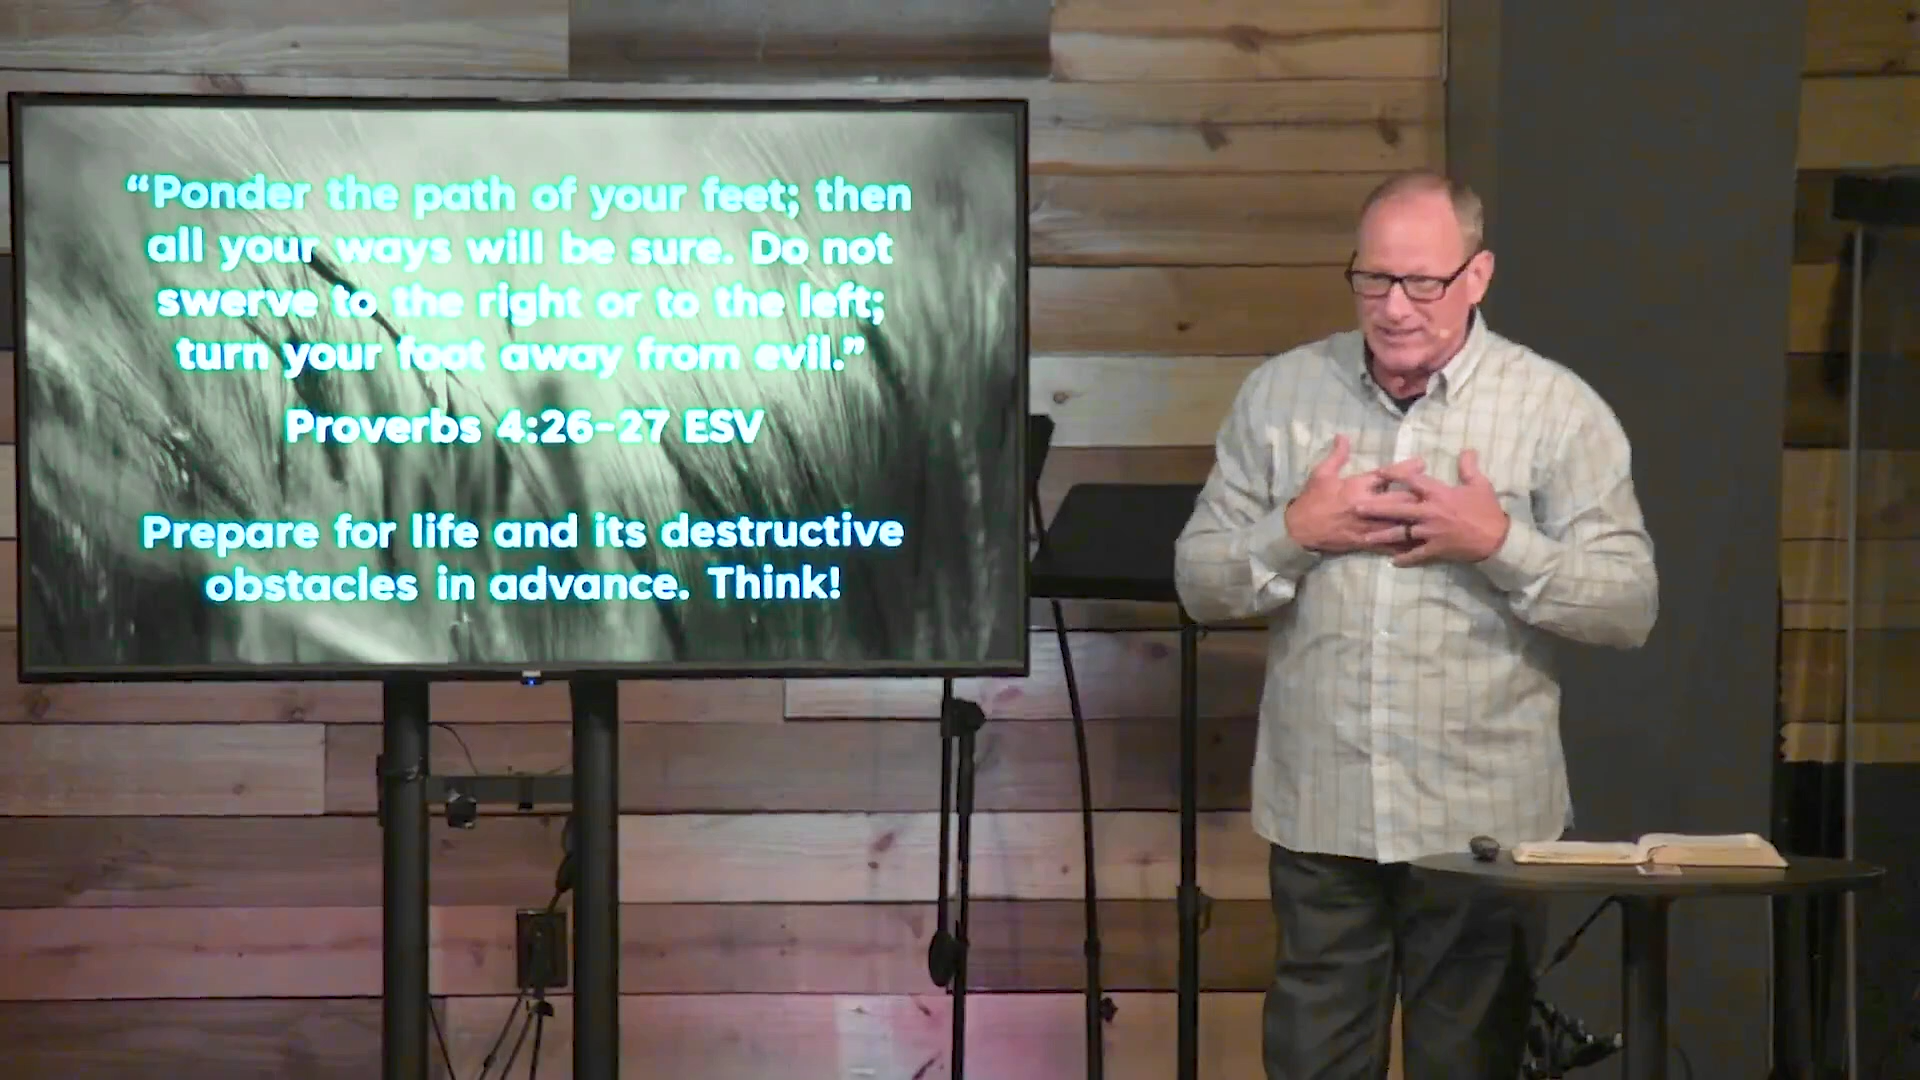 “Ponder the path of your feet; then
all your ways will be sure. Do not
swerve to the right or to the left;
turn your foot away from evil.”
Proverbs 4:26-27 ESV
Prepare for life and its destructive
obstacles in advance. Think!